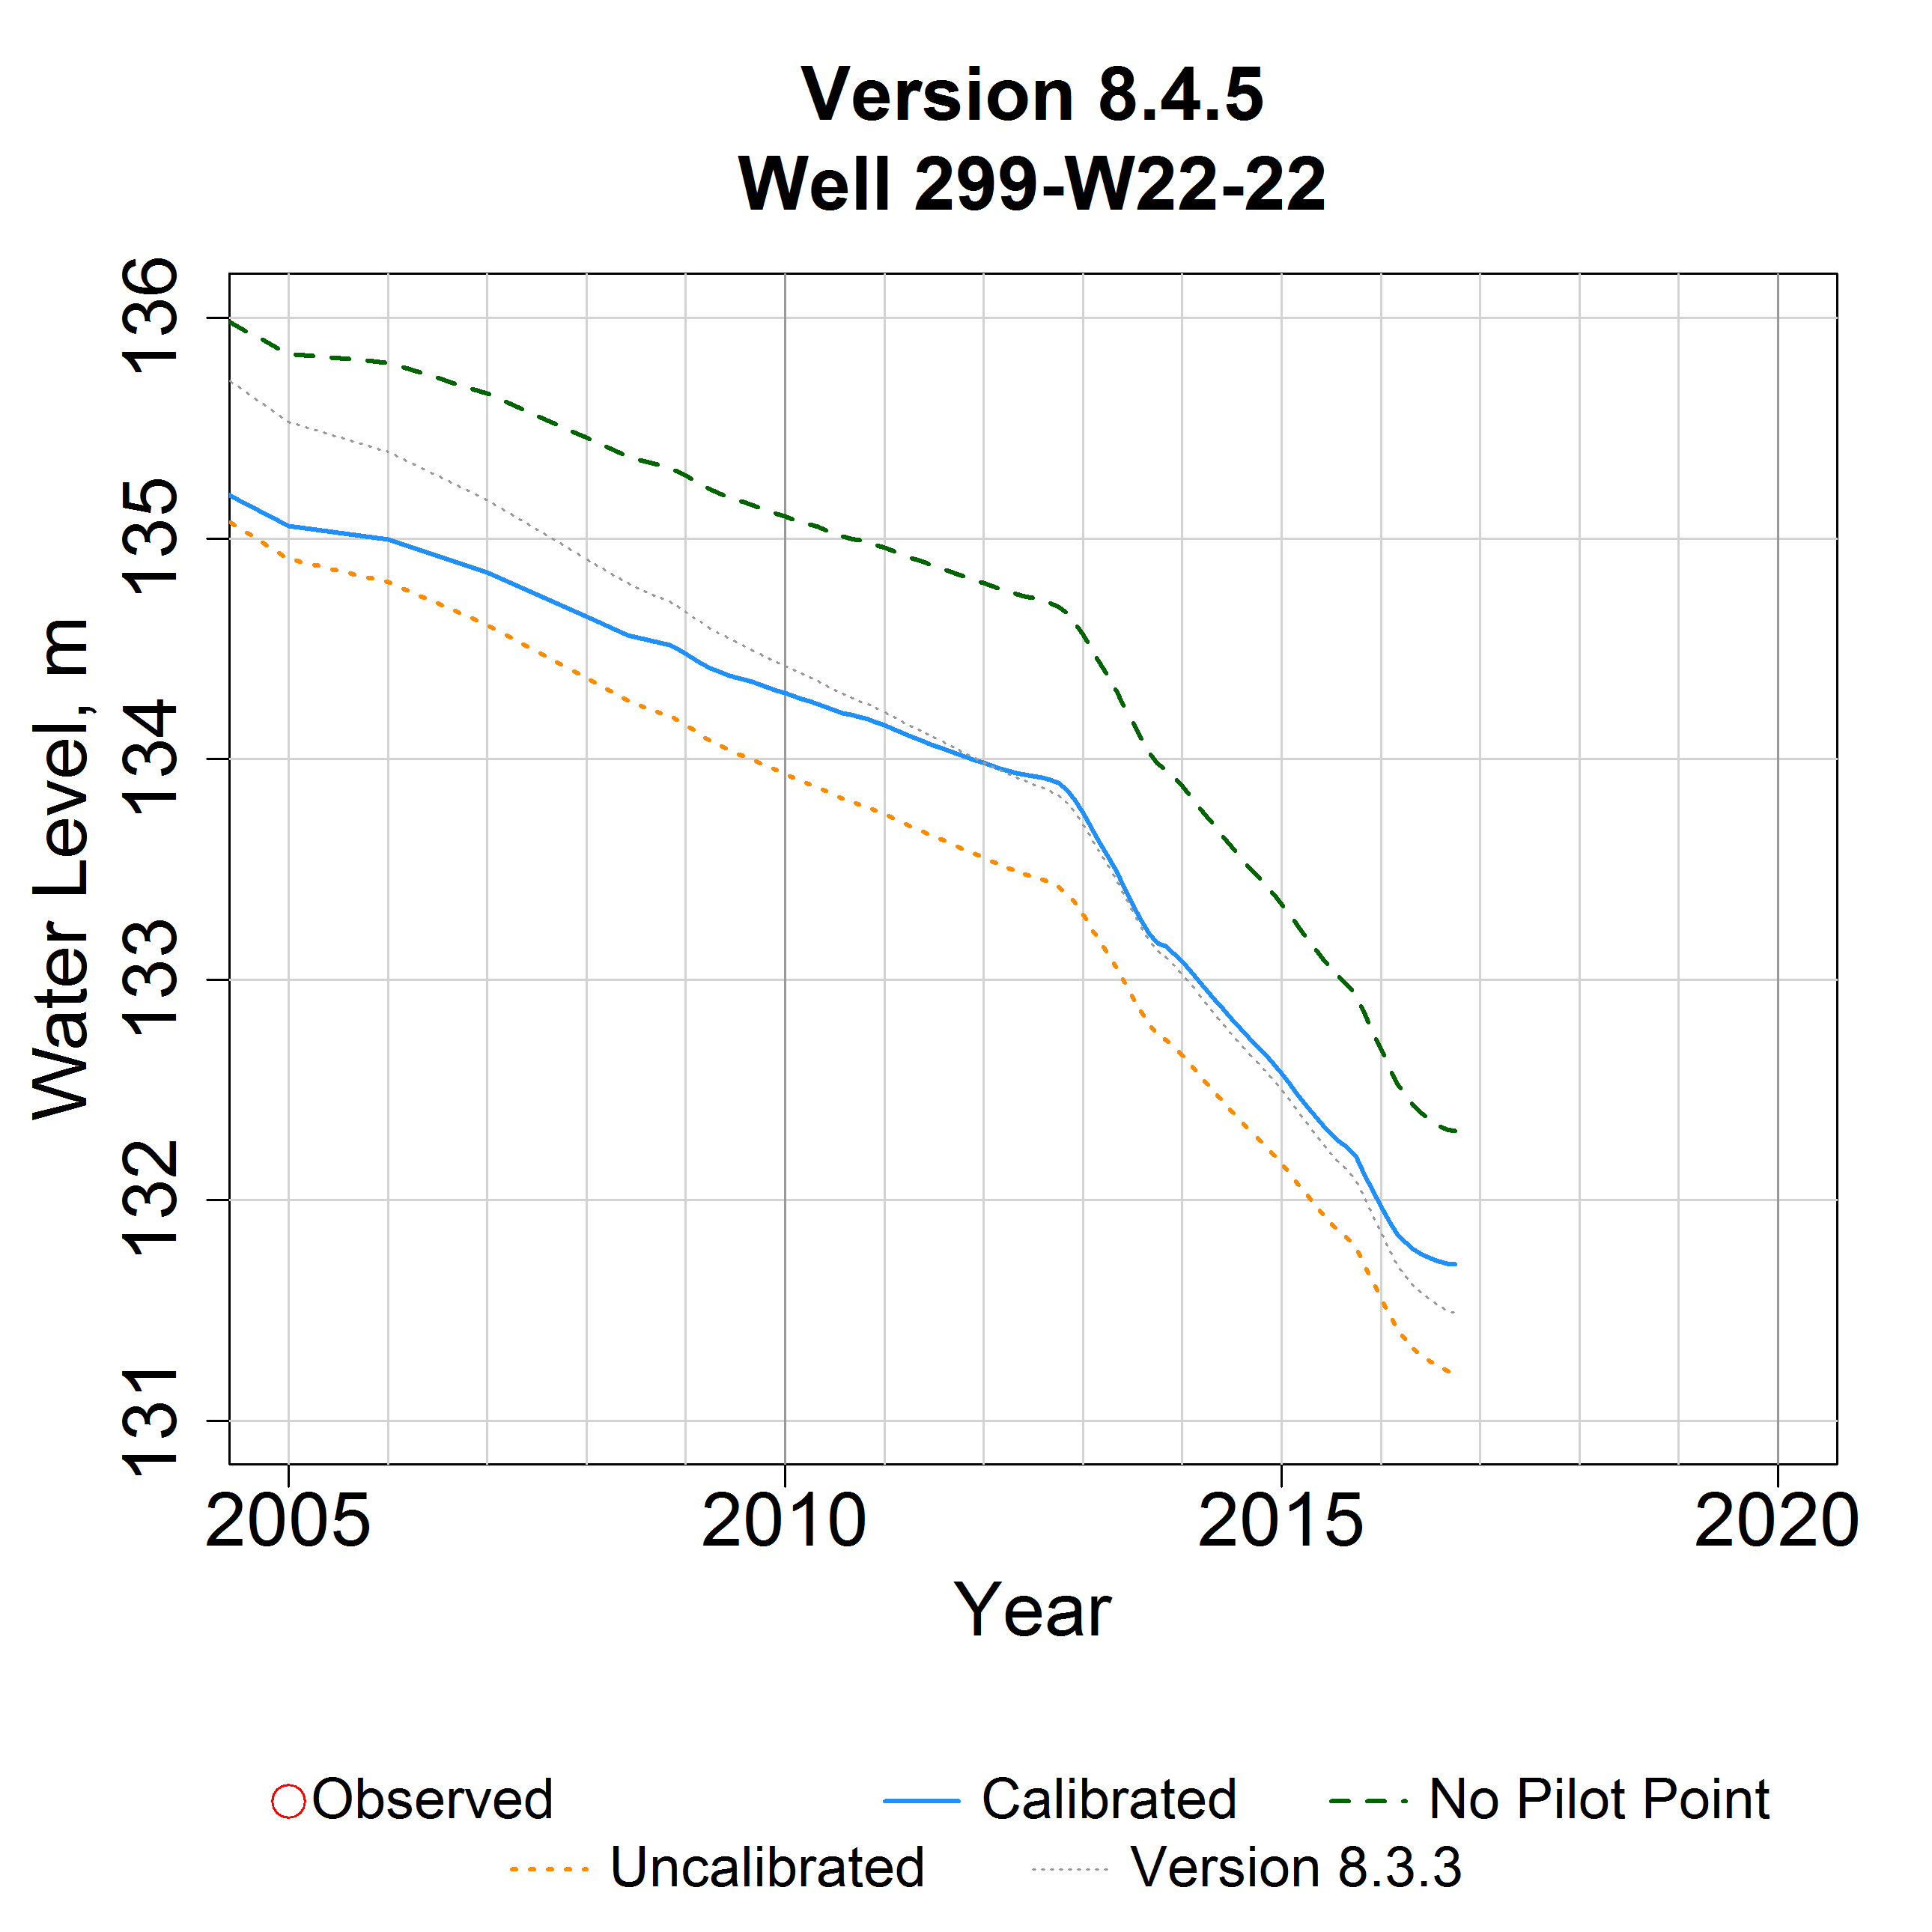 Version 8.4.5
Well 299-W22-22
Water Level, m
136
135
134
133
132
131
2005 2010 2015 2020
Year
Observed Calibrated No Pilot Point
Uncalibrated Version 8.3.3